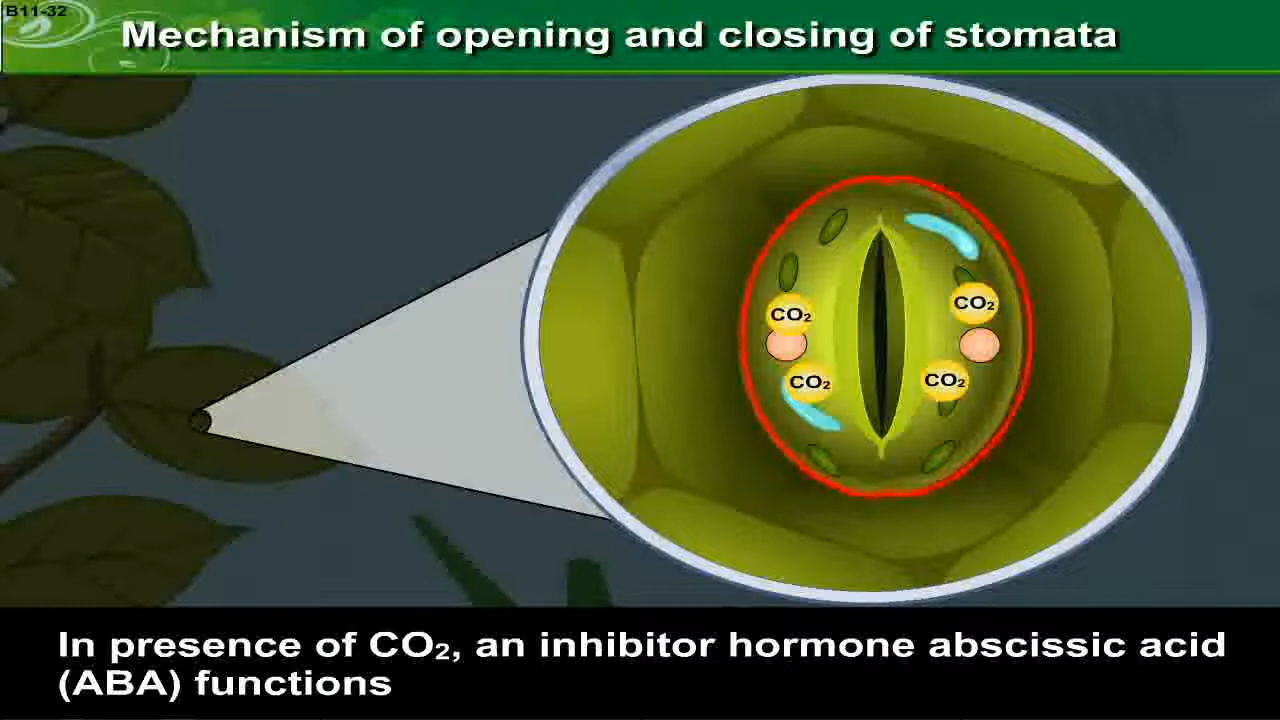 B11-32
Mechanism of opening and closing of stomata
CO₂
CO₂
CO₂
CO₂
In presence of CO₂, an inhibitor hormone abscissic acid
(ABA) functions